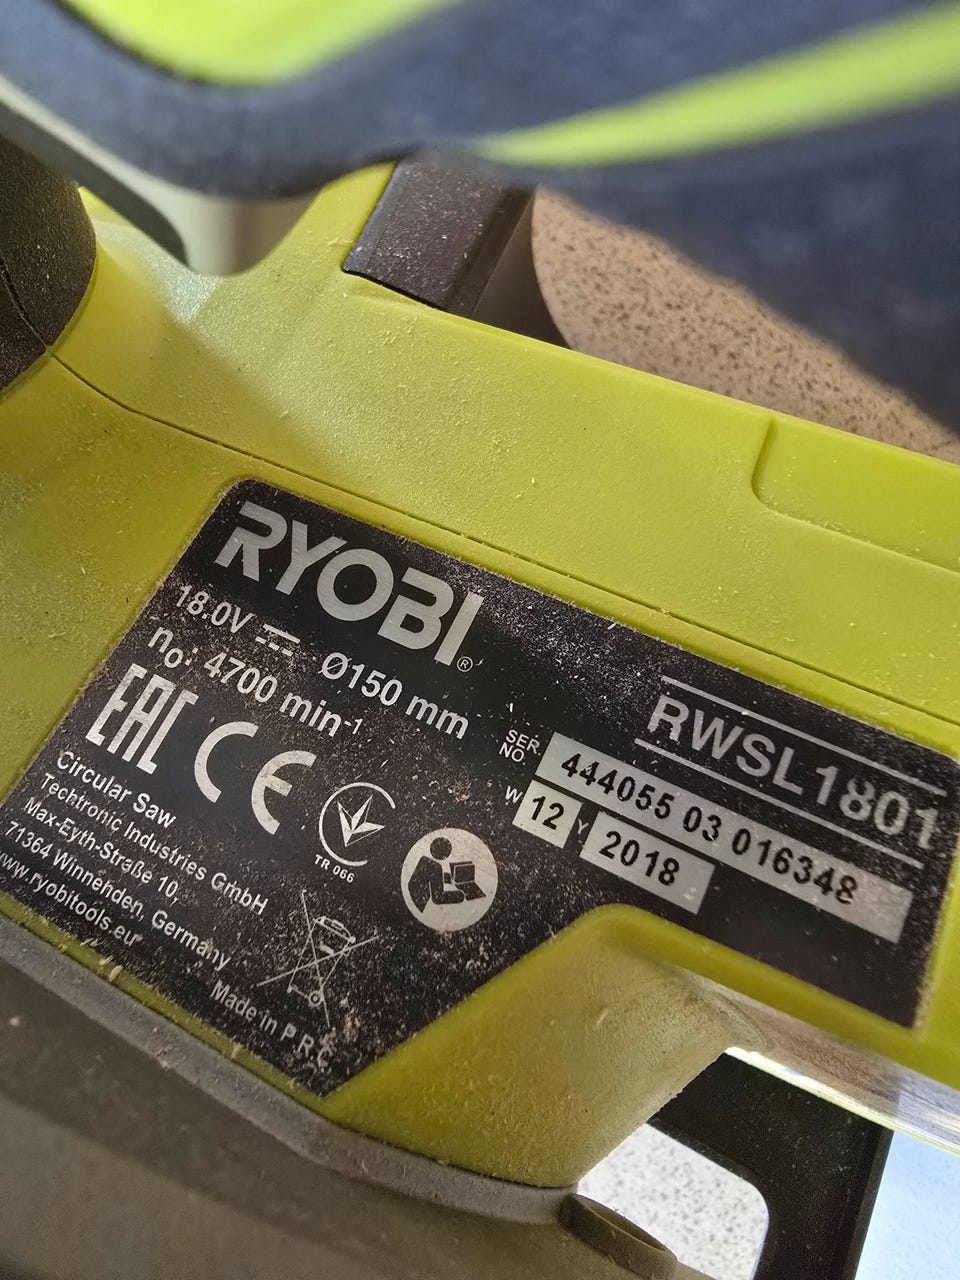 RYOBI®
18.0V ⎓ Ø150 mm
n₀: 4700 min⁻¹
RWSL1801
SER. NO. 444055 03 016348
W 12 Y 2018
EAC CE
TR 066
Circular Saw
Techtronic Industries GmbH
Max-Eyth-Straße 10,
71364 Winnenden, Germany
www.ryobitools.eu
Made in P.R.C.